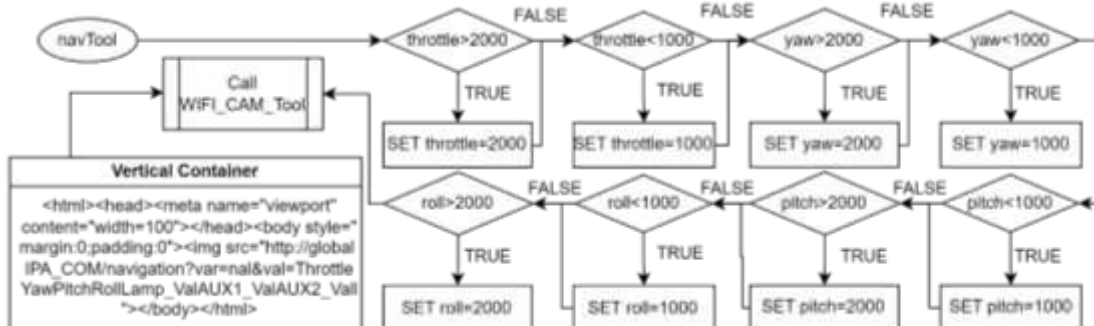 FALSE
FALSE
FALSE
navTool
throttle>2000
throttle<1000
yaw>2000
yaw<1000
Call
WIFI_CAM_Tool
TRUE
TRUE
TRUE
TRUE
SET throttle=2000
SET throttle=1000
SET yaw=2000
SET yaw=1000
Vertical Container
<html><head><meta name="viewport"
content="width=100"></head><body style="
margin:0;padding:0"><img src="http://global
IPA_COM/navigation?var=nal&val=Throttle
YawPitchRollLamp_ValAUX1_ValAUX2_Vall
"></body></html>
FALSE
FALSE
FALSE
roll>2000
roll<1000
pitch>2000
pitch<1000
TRUE
TRUE
TRUE
TRUE
SET roll=2000
SET roll=1000
SET pitch=2000
SET pitch=1000